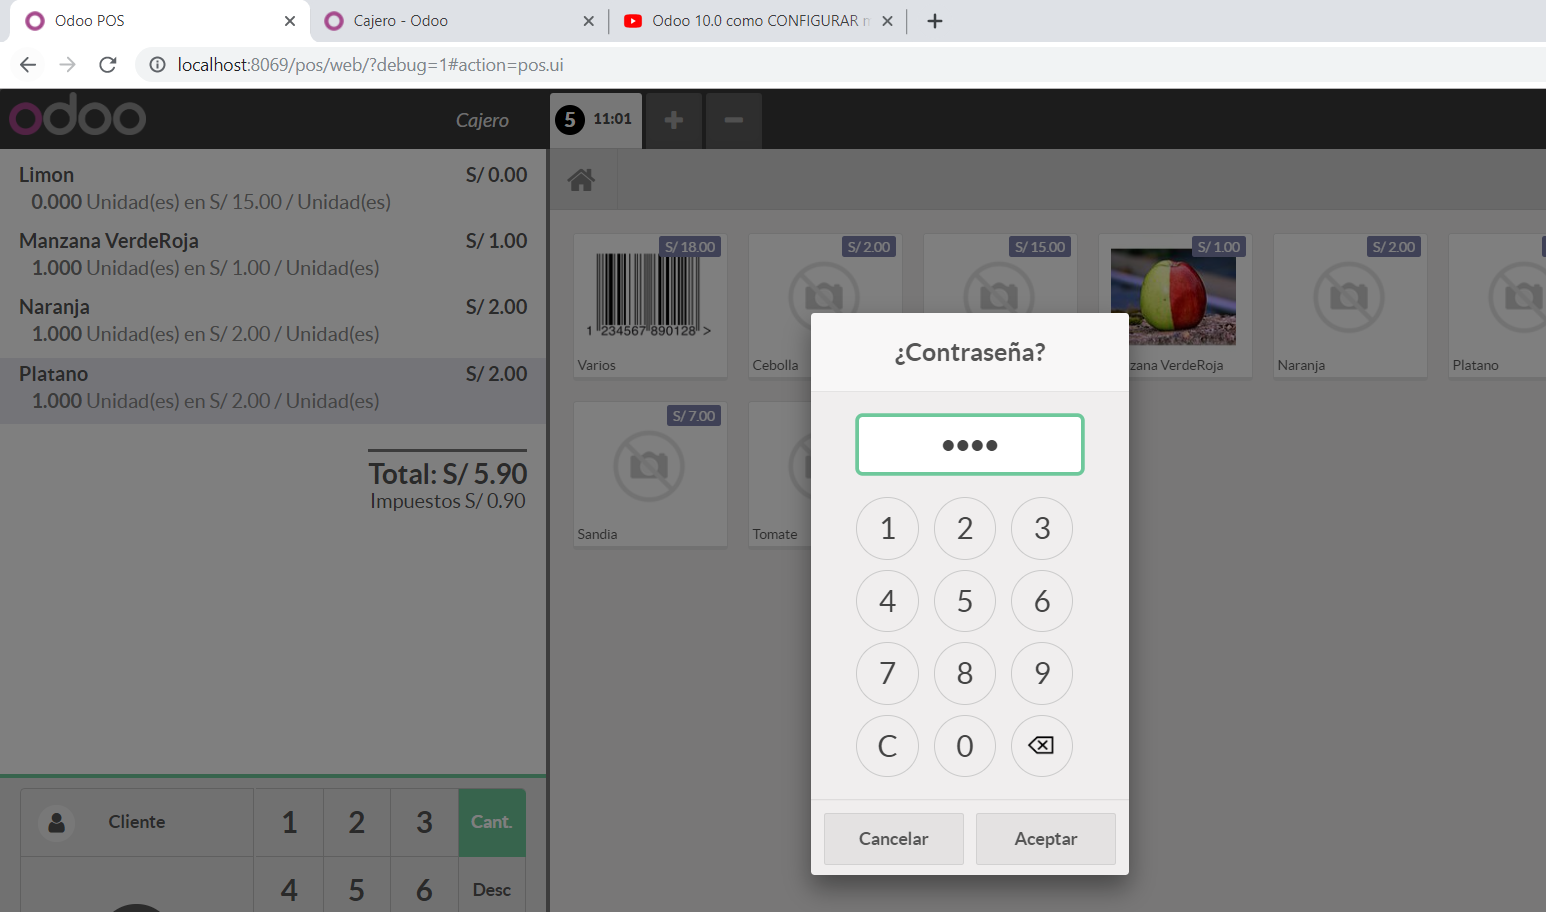 Odoo POS
Cajero - Odoo
Odoo 10.0 como CONFIGURAR
localhost:8069/pos/web/?debug=1#action=pos.ui
odoo
Cajero
5 11:01
Limon S/ 0.00
0.000 Unidad(es) en S/ 15.00 / Unidad(es)
Manzana VerdeRoja S/ 1.00
1.000 Unidad(es) en S/ 1.00 / Unidad(es)
Naranja S/ 2.00
1.000 Unidad(es) en S/ 2.00 / Unidad(es)
Platano S/ 2.00
1.000 Unidad(es) en S/ 2.00 / Unidad(es)
Total: S/ 5.90
Impuestos S/ 0.90
Cliente
1 2 3 Cant.
4 5 6 Desc
S/ 18.00
1 234567 890128 >
Varios
S/ 2.00
Cebolla
S/ 15.00
S/ 1.00
zana VerdeRoja
S/ 2.00
Naranja
Platano
S/ 7.00
Sandia
Tomate
¿Contraseña?
••••
1 2 3
4 5 6
7 8 9
C 0
Cancelar Aceptar